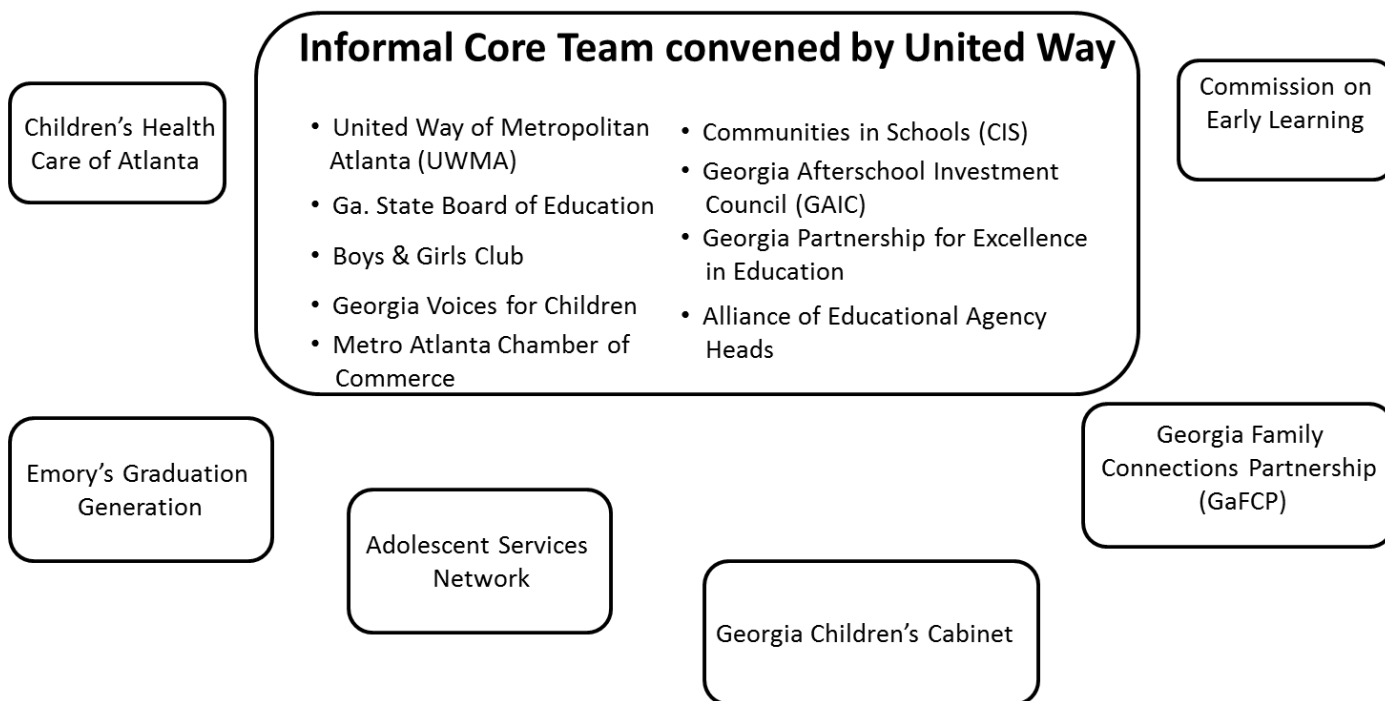 Informal Core Team convened by United Way
• United Way of Metropolitan
Atlanta (UWMA)
• Ga. State Board of Education
• Boys & Girls Club
• Georgia Voices for Children
• Metro Atlanta Chamber of
Commerce
• Communities in Schools (CIS)
• Georgia Afterschool Investment
Council (GAIC)
• Georgia Partnership for Excellence
in Education
• Alliance of Educational Agency
Heads
Children’s Health
Care of Atlanta
Commission on
Early Learning
Emory’s Graduation
Generation
Adolescent Services
Network
Georgia Children’s Cabinet
Georgia Family
Connections Partnership
(GaFCP)